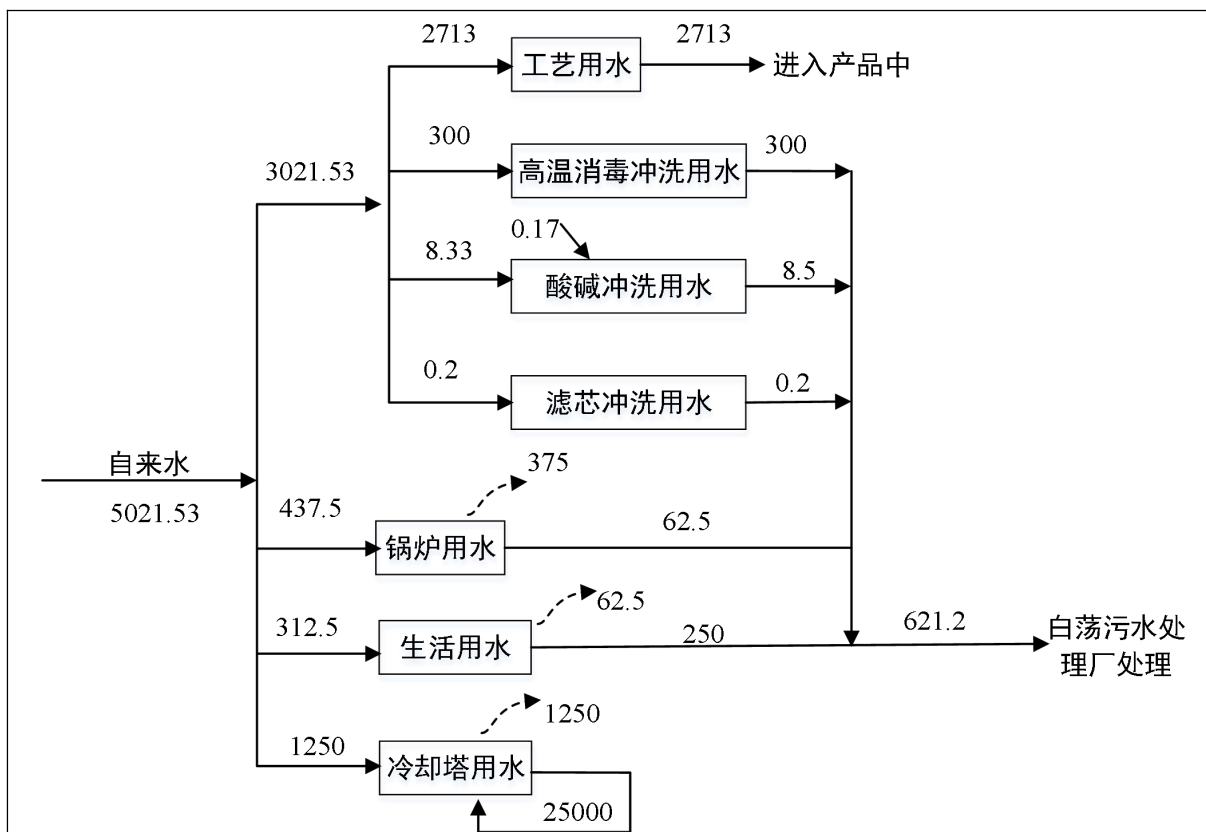 2713
2713
工艺用水
进入产品中
300
300
高温消毒冲洗用水
3021.53
0.17
8.33
8.5
酸碱冲洗用水
0.2
0.2
滤芯冲洗用水
自来水
5021.53
375
437.5
62.5
锅炉用水
62.5
312.5
250
621.2
生活用水
白荡污水处
理厂处理
1250
1250
冷却塔用水
25000